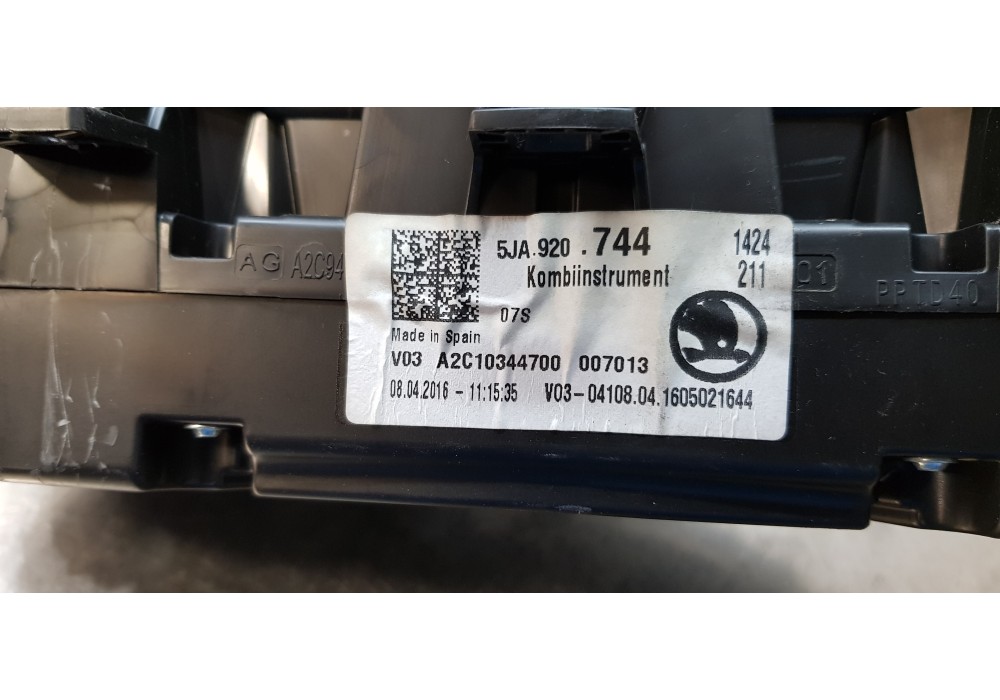 5JA.920 .744 1424
Kombiinstrument 211
07S
Made in Spain
V03 A2C10344700 007013
08.04.2016 - 11:15:35 V03-04108.04.1605021644
AG A2C94
01
PPTD40